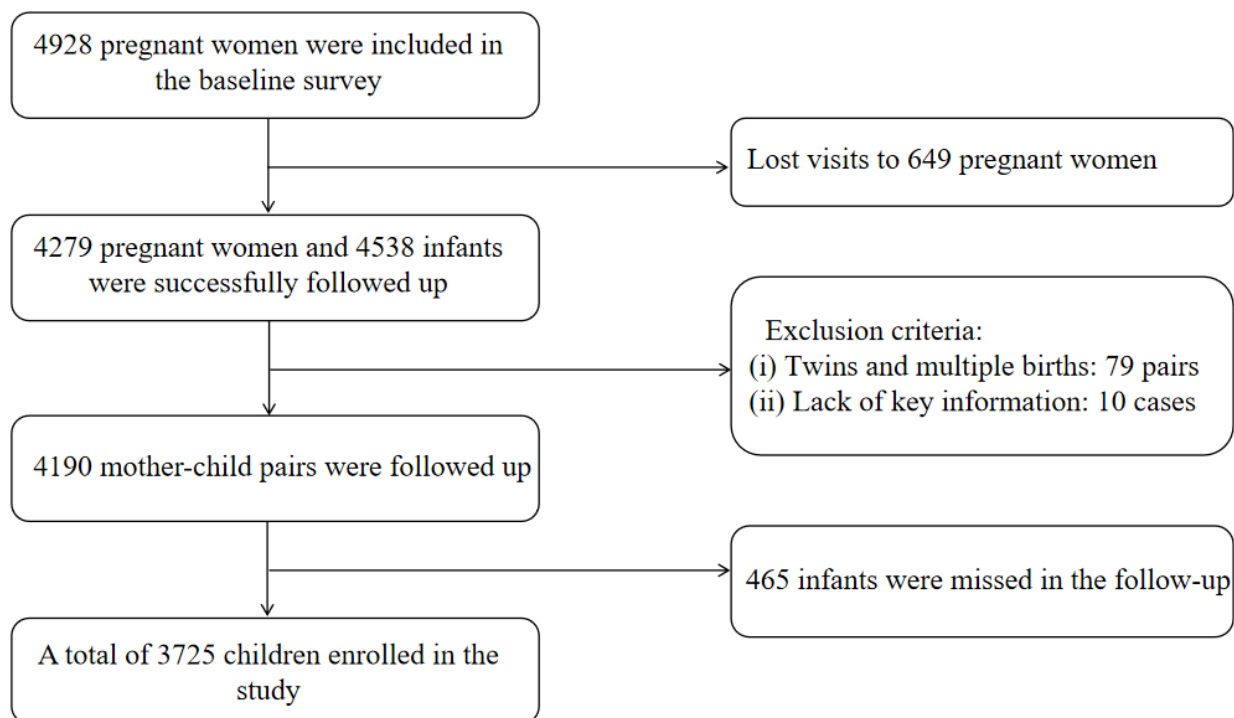 4928 pregnant women were included in
the baseline survey
Lost visits to 649 pregnant women
4279 pregnant women and 4538 infants
were successfully followed up
Exclusion criteria:
(i) Twins and multiple births: 79 pairs
(ii) Lack of key information: 10 cases
4190 mother-child pairs were followed up
465 infants were missed in the follow-up
A total of 3725 children enrolled in the
study